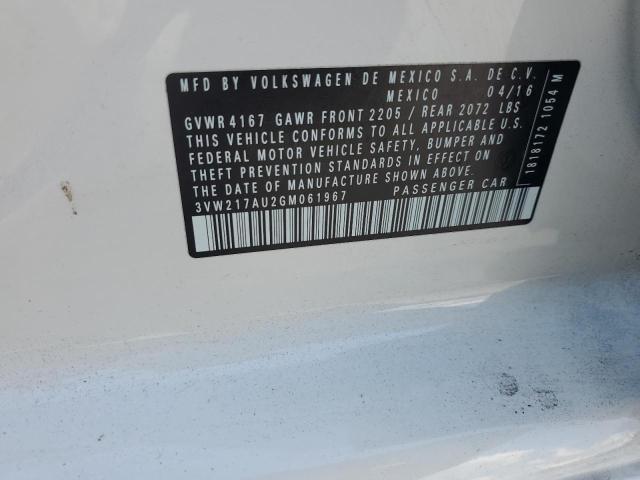 MFD BY VOLKSWAGEN DE MEXICO S.A. DE C.V.
MEXICO 04/16
GVWR 4167 GAWR FRONT 2205 / REAR 2072 LBS
THIS VEHICLE CONFORMS TO ALL APPLICABLE U.S.
FEDERAL MOTOR VEHICLE SAFETY, BUMPER AND
THEFT PREVENTION STANDARDS IN EFFECT ON
THE DATE OF MANUFACTURE SHOWN ABOVE.
3VW217AU2GM061967 PASSENGER CAR
1818172 1054 M